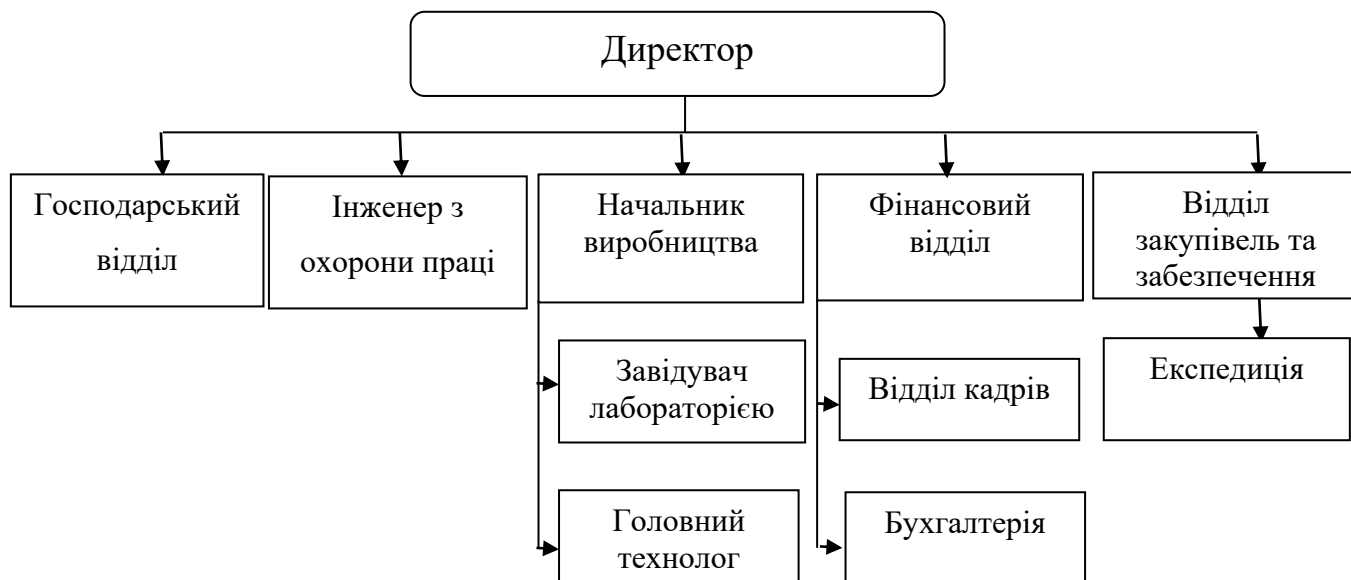 Директор
Господарський
відділ
Інженер з
охорони праці
Начальник
виробництва
Фінансовий
відділ
Відділ
закупівель та
забезпечення
Завідувач
лабораторією
Відділ кадрів
Експедиція
Головний
технолог
Бухгалтерія